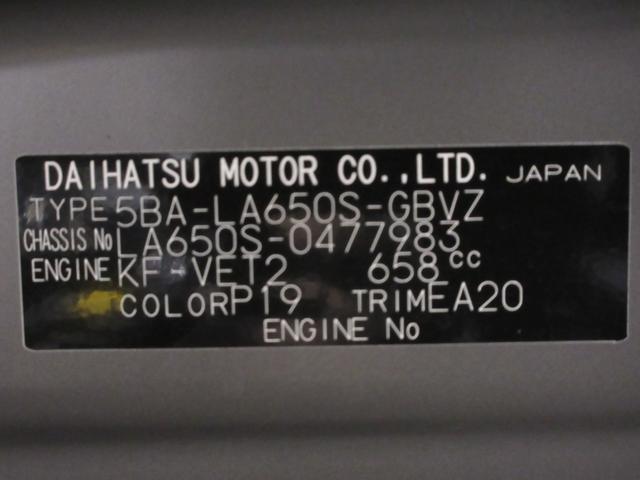 DAIHATSU MOTOR CO.,LTD. JAPAN
TYPE 5BA-LA650S-GBVZ
CHASSIS No LA650S-0477983
ENGINE KF-VET2 658cc
COLOR P19 TRIM EA20
ENGINE No